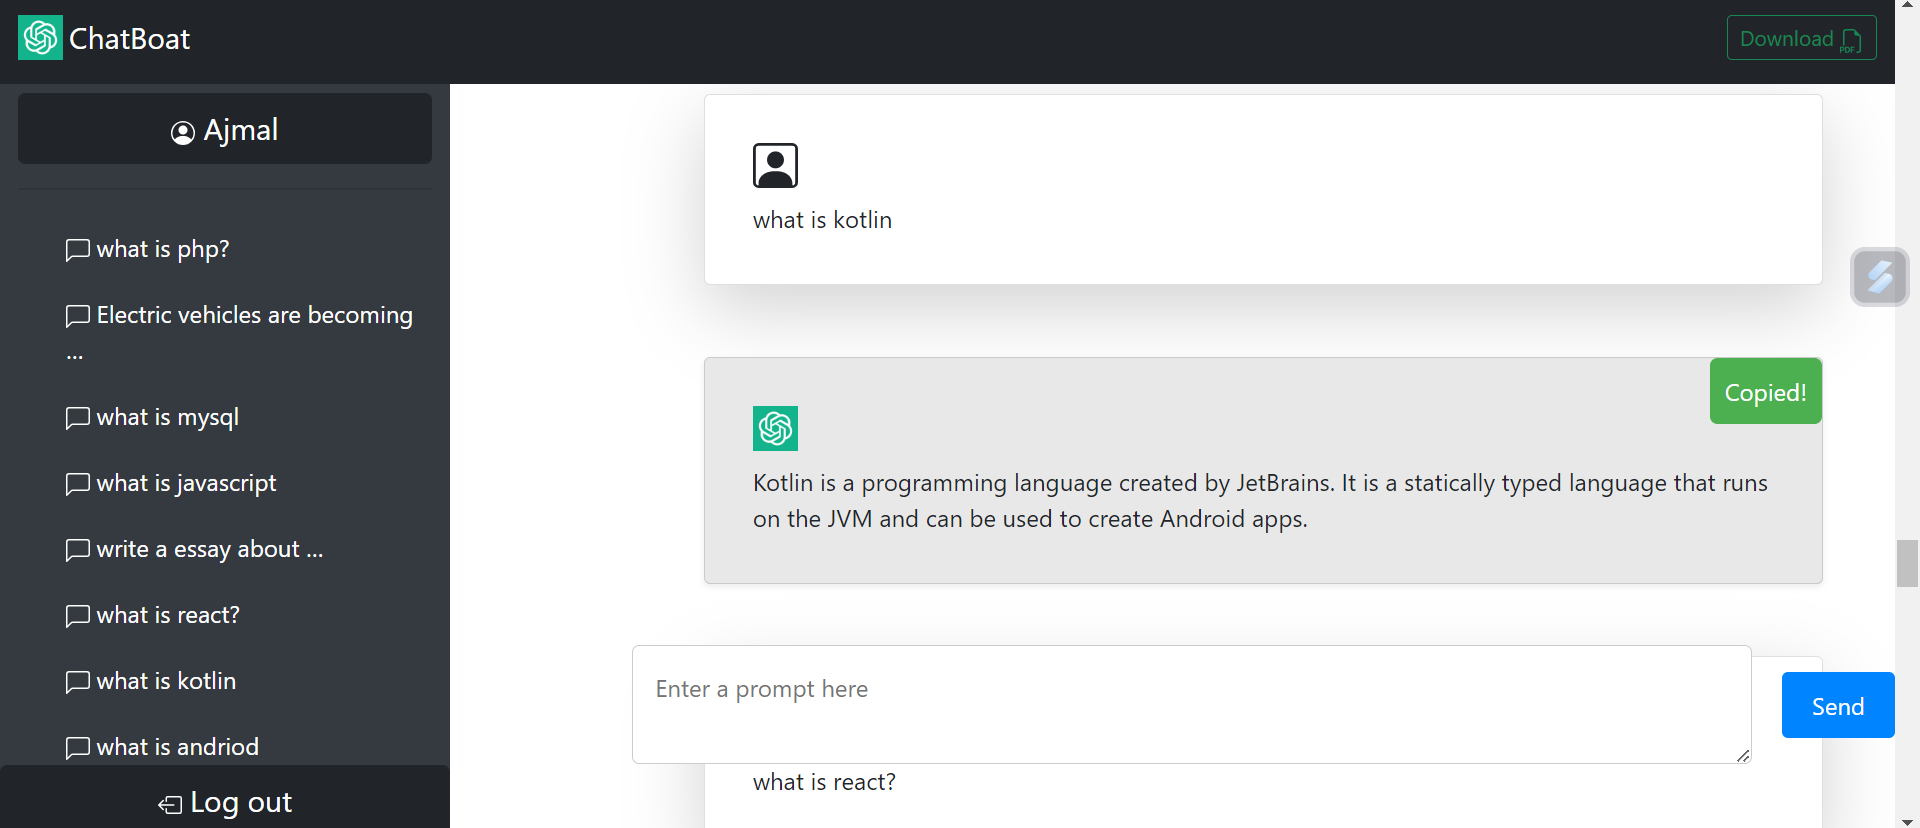 ChatBoat
Download
PDF
Ajmal
what is php?
Electric vehicles are becoming
...
what is mysql
what is javascript
write a essay about ...
what is react?
what is kotlin
what is andriod
Log out
what is kotlin
Copied!
Kotlin is a programming language created by JetBrains. It is a statically typed language that runs
on the JVM and can be used to create Android apps.
Enter a prompt here
Send
what is react?